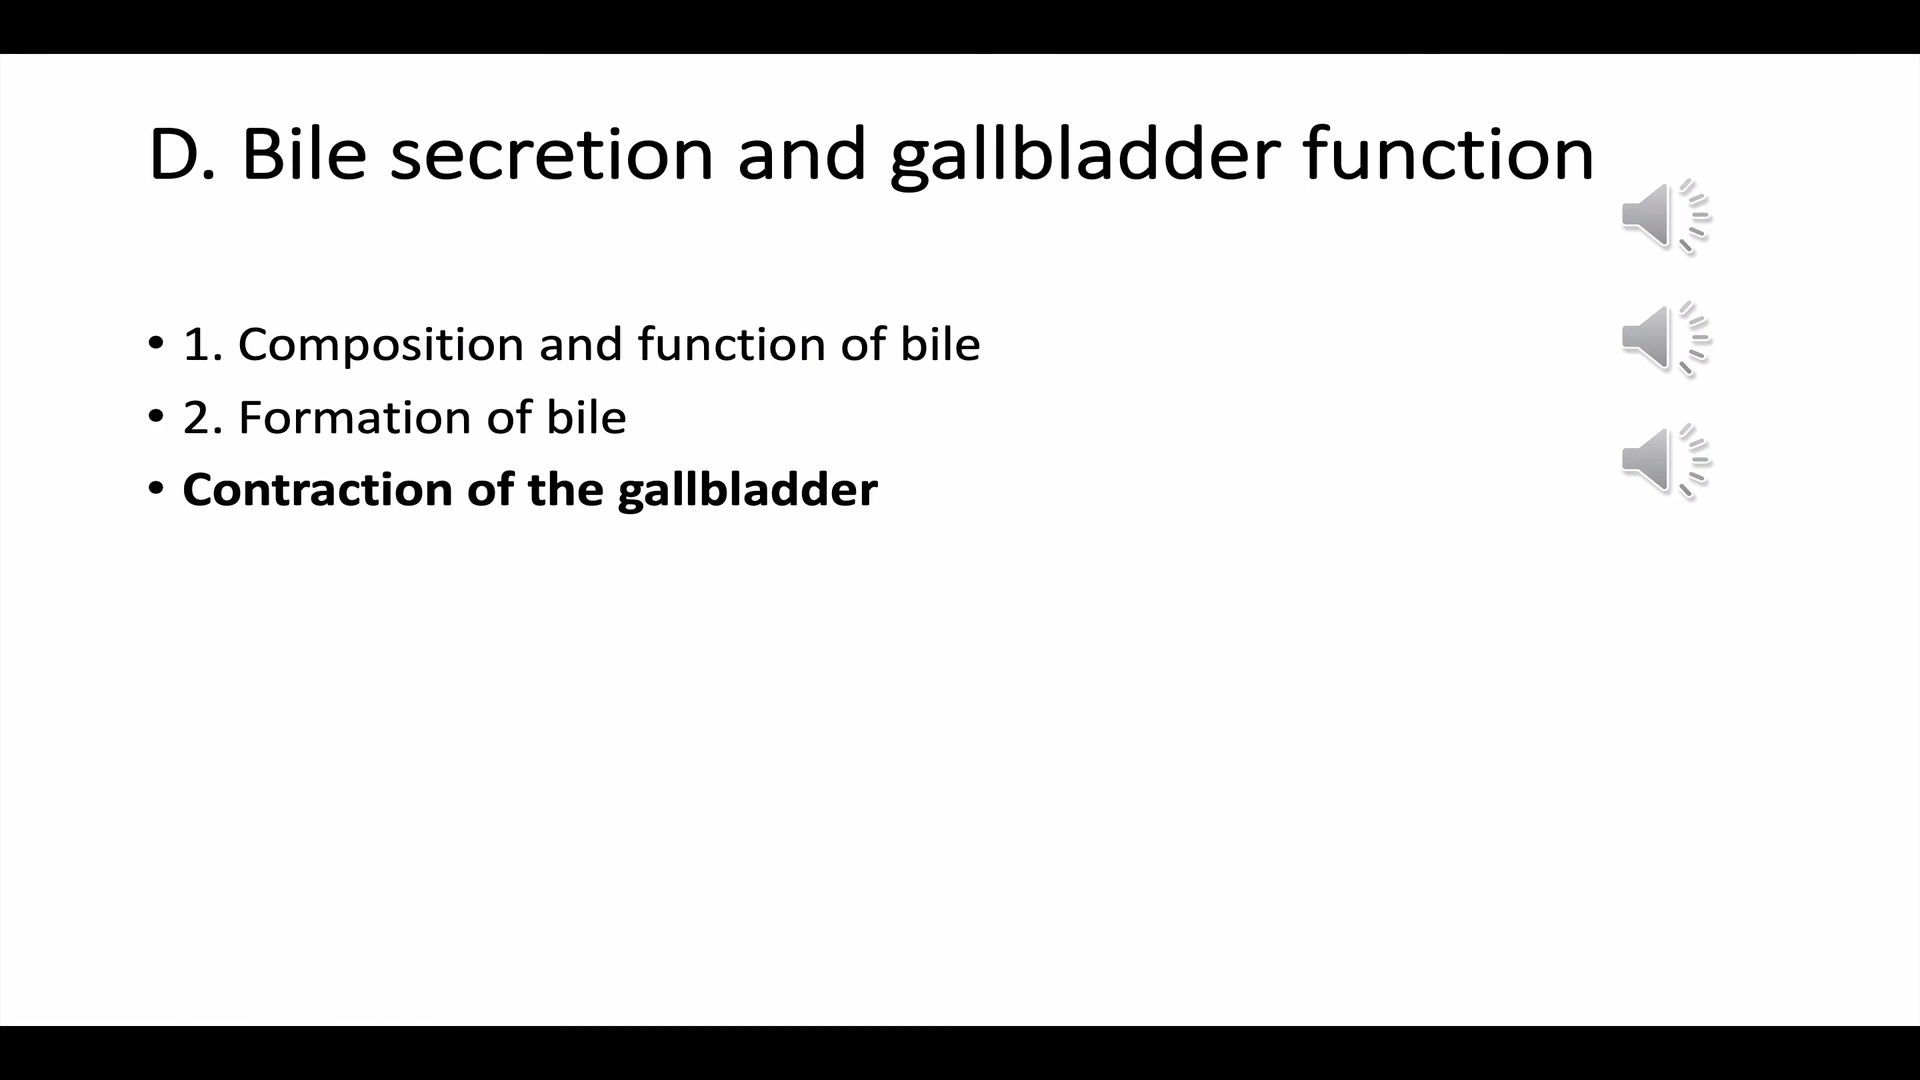 D. Bile secretion and gallbladder function
• 1. Composition and function of bile
• 2. Formation of bile
• Contraction of the gallbladder